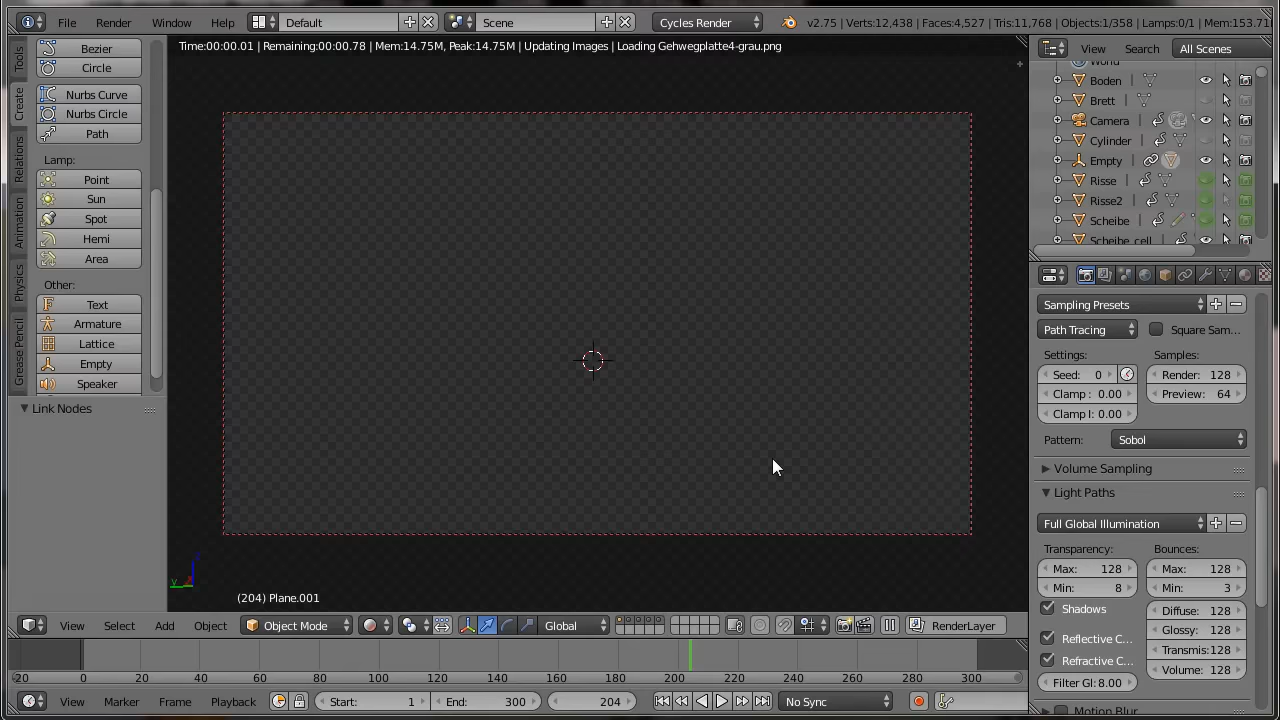 File Render Window Help Default Scene Cycles Render v2.75 | Verts:12,438 | Faces:4,527 | Tris:11,768 | Objects:1/358 | Lamps:0/1 | Mem:153.71
Time:00:00.01 | Remaining:00:00.78 | Mem:14.75M, Peak:14.75M | Updating Images | Loading Gehwegplatte4-grau.png
Tools
Create
Relations
Animation
Physics
Grease Pencil
Bezier
Circle
Nurbs Curve
Nurbs Circle
Path
Lamp:
Point
Sun
Spot
Hemi
Area
Other:
Text
Armature
Lattice
Empty
Speaker
Link Nodes
(204) Plane.001
View Select Add Object Object Mode Global RenderLayer
-20 0 20 40 60 80 100 120 140 160 180 200 220 240 260 280 300
View Marker Frame Playback Start: 1 End: 300 204 No Sync
View Search All Scenes
World
Boden
Brett
Camera
Cylinder
Empty
Risse
Risse2
Scheibe
Scheibe_cell
Sampling Presets
Path Tracing Square Sam...
Settings: Samples:
Seed: 0 Render: 128
Clamp : 0.00 Preview: 64
Clamp I: 0.00
Pattern: Sobol
Volume Sampling
Light Paths
Full Global Illumination
Transparency: Bounces:
Max: 128 Max: 128
Min: 8 Min: 3
Shadows Diffuse: 128
Reflective C... Glossy: 128
Refractive C... Transmis:128
Filter Gl: 8.00 Volume: 128
Motion Blur